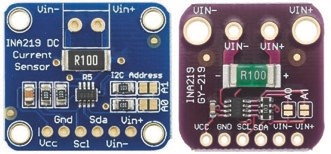 Vin- Vin+
INA219 DC
Current
Sensor
R100
R5
I2C Address
A1
A0
Gnd Sda Vin-
Vcc Scl Vin+
VIN- VIN+
VIN- VIN+
R100
- +
INA219
GY-219
A0
A1
VCC GND SCL SDA VIN- VIN+